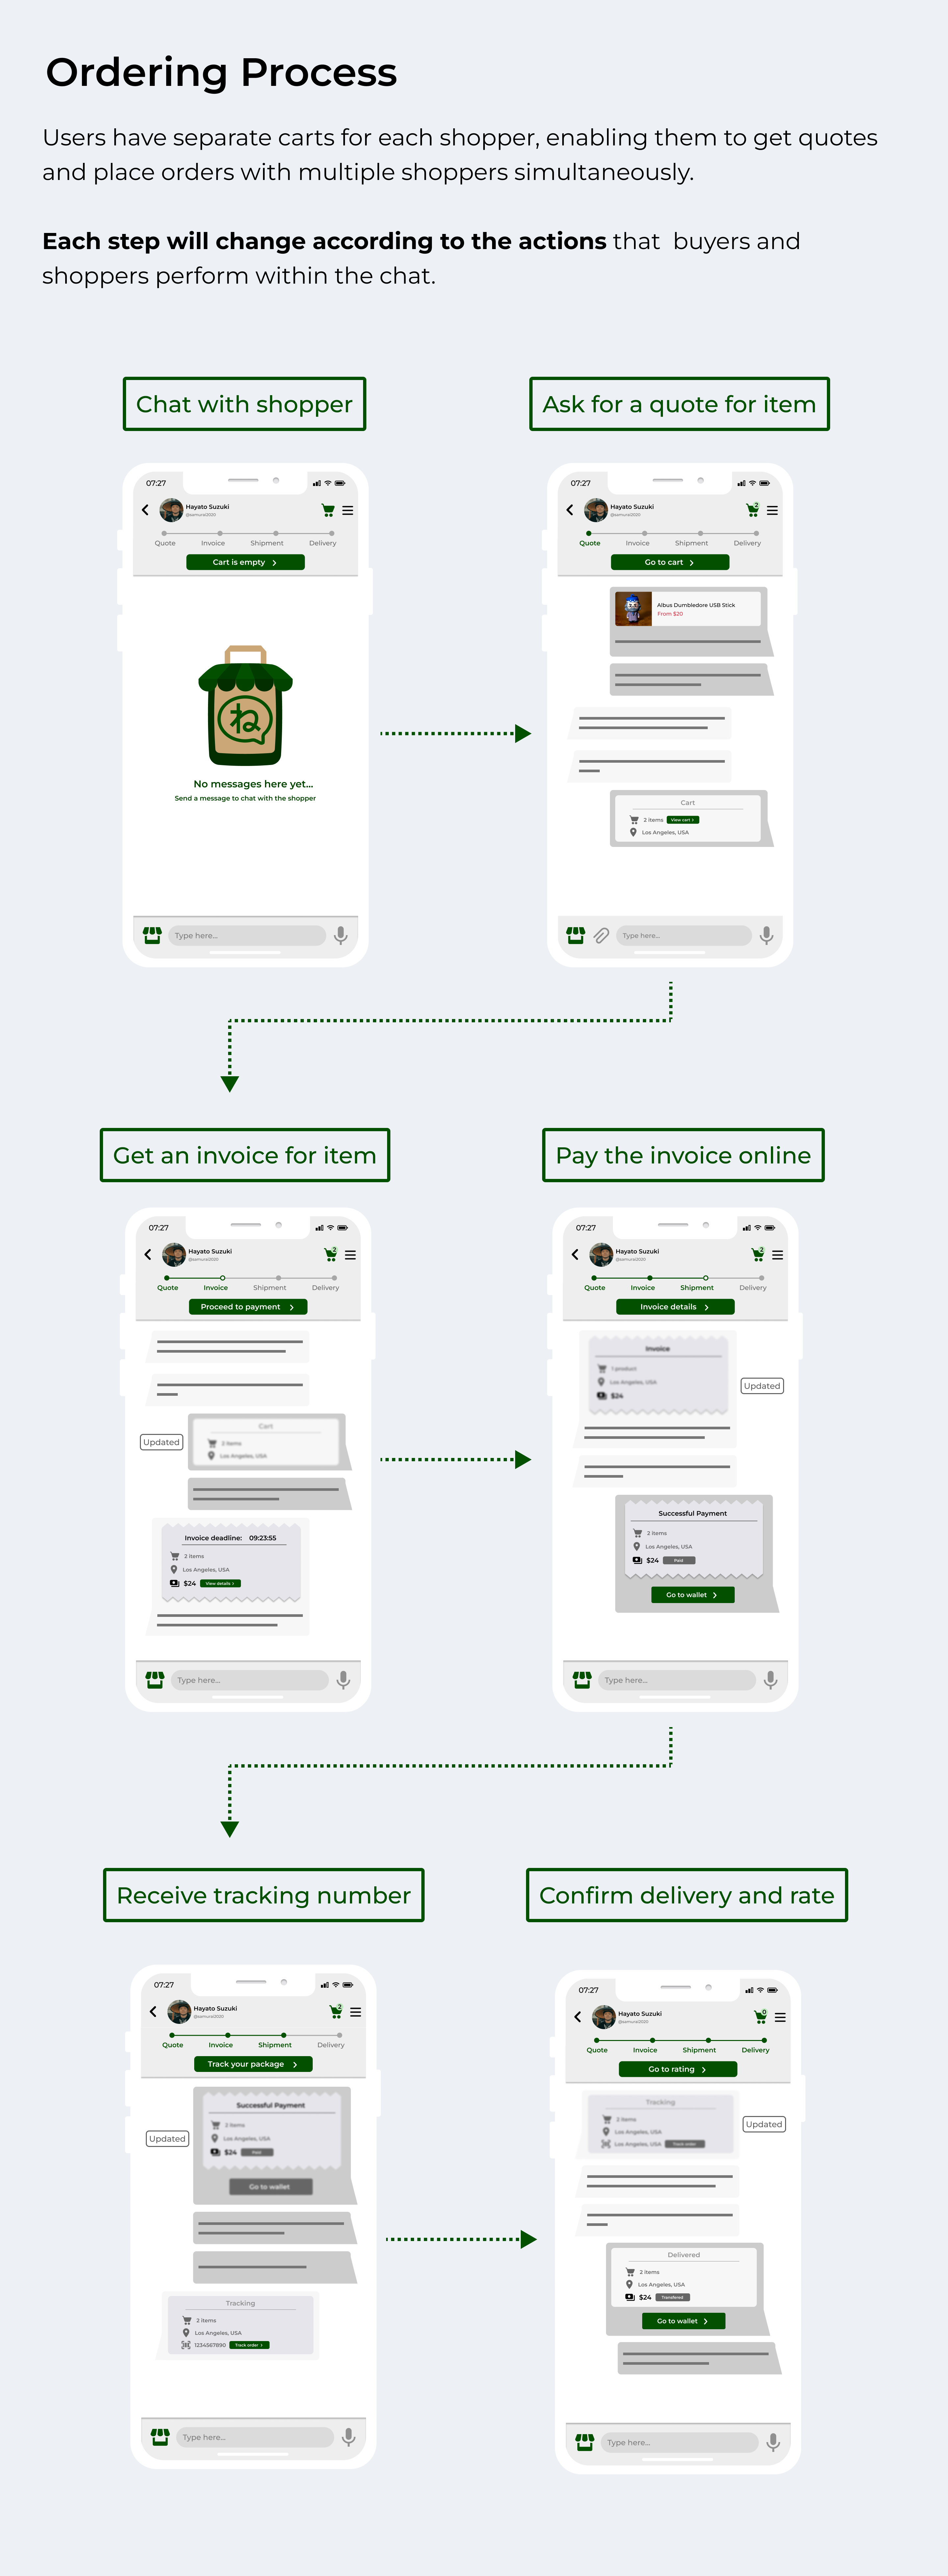 Ordering Process
Users have separate carts for each shopper, enabling them to get quotes
and place orders with multiple shoppers simultaneously.
Each step will change according to the actions that buyers and
shoppers perform within the chat.
Chat with shopper
07:27
Hayato Suzuki
@samurai2000
Quote Invoice Shipment Delivery
Cart is empty
ね
No messages here yet...
Send a message to chat with the shopper
Type here...
Ask for a quote for item
07:27
Hayato Suzuki
@samurai2000
2
Quote Invoice Shipment Delivery
Go to cart
Albus Dumbledore USB Stick
From $20
Cart
2 items View cart
Los Angeles, USA
Type here...
Get an invoice for item
07:27
Hayato Suzuki
@samurai2000
2
Quote Invoice Shipment Delivery
Proceed to payment
Updated
Cart
2 items
Los Angeles, USA
Invoice deadline: 09:23:55
2 Items
Los Angeles, USA
$24 View details
Type here...
Pay the invoice online
07:27
Hayato Suzuki
@samurai2000
2
Quote Invoice Shipment Delivery
Invoice details
Invoice
1 product
Los Angeles, USA
$24
Updated
Successful Payment
2 Items
Los Angeles, USA
$24 Paid
Go to wallet
Type here...
Receive tracking number
07:27
Hayato Suzuki
@samurai2000
2
Quote Invoice Shipment Delivery
Track your package
Updated
Successful Payment
2 Items
Los Angeles, USA
$24 Paid
Go to wallet
Tracking
2 items
Los Angeles, USA
1234567890 Track order
Type here...
Confirm delivery and rate
07:27
Hayato Suzuki
@samurai2000
0
Quote Invoice Shipment Delivery
Go to rating
Tracking
2 items
Los Angeles, USA
Los Angeles, USA Track order
Updated
Delivered
2 items
Los Angeles, USA
$24 Transfered
Go to wallet
Type here...